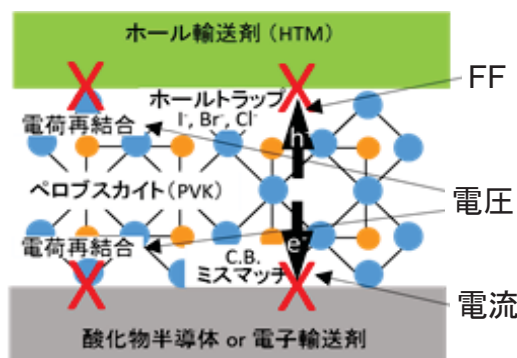 ホール輸送剤（HTM）
ホールトラップ
I⁻, Br⁻, Cl⁻
FF
電荷再結合
h
ペロブスカイト（PVK）
電圧
電荷再結合
e⁻
C.B.
ミスマッチ
電流
酸化物半導体 or 電子輸送剤